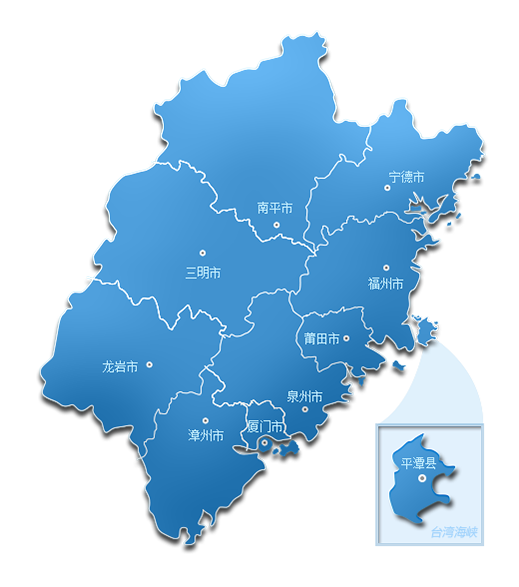 宁德市
南平市
三明市
福州市
莆田市
龙岩市
泉州市
漳州市
厦门市
平潭县
台湾海峡